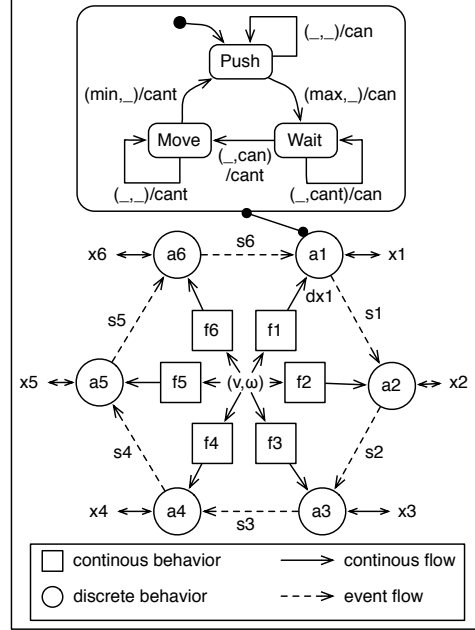 (_,_)/can
Push
(min,_)/cant
(max,_)/can
Move
Wait
(_,can)
/cant
(_,_)/cant
(_,cant)/can
x6
a6
s6
a1
x1
dx1
s5
f6
f1
s1
x5
a5
f5
(v,ω)
f2
a2
x2
s4
f4
f3
s2
x4
a4
s3
a3
x3
continous behavior
continous flow
discrete behavior
event flow